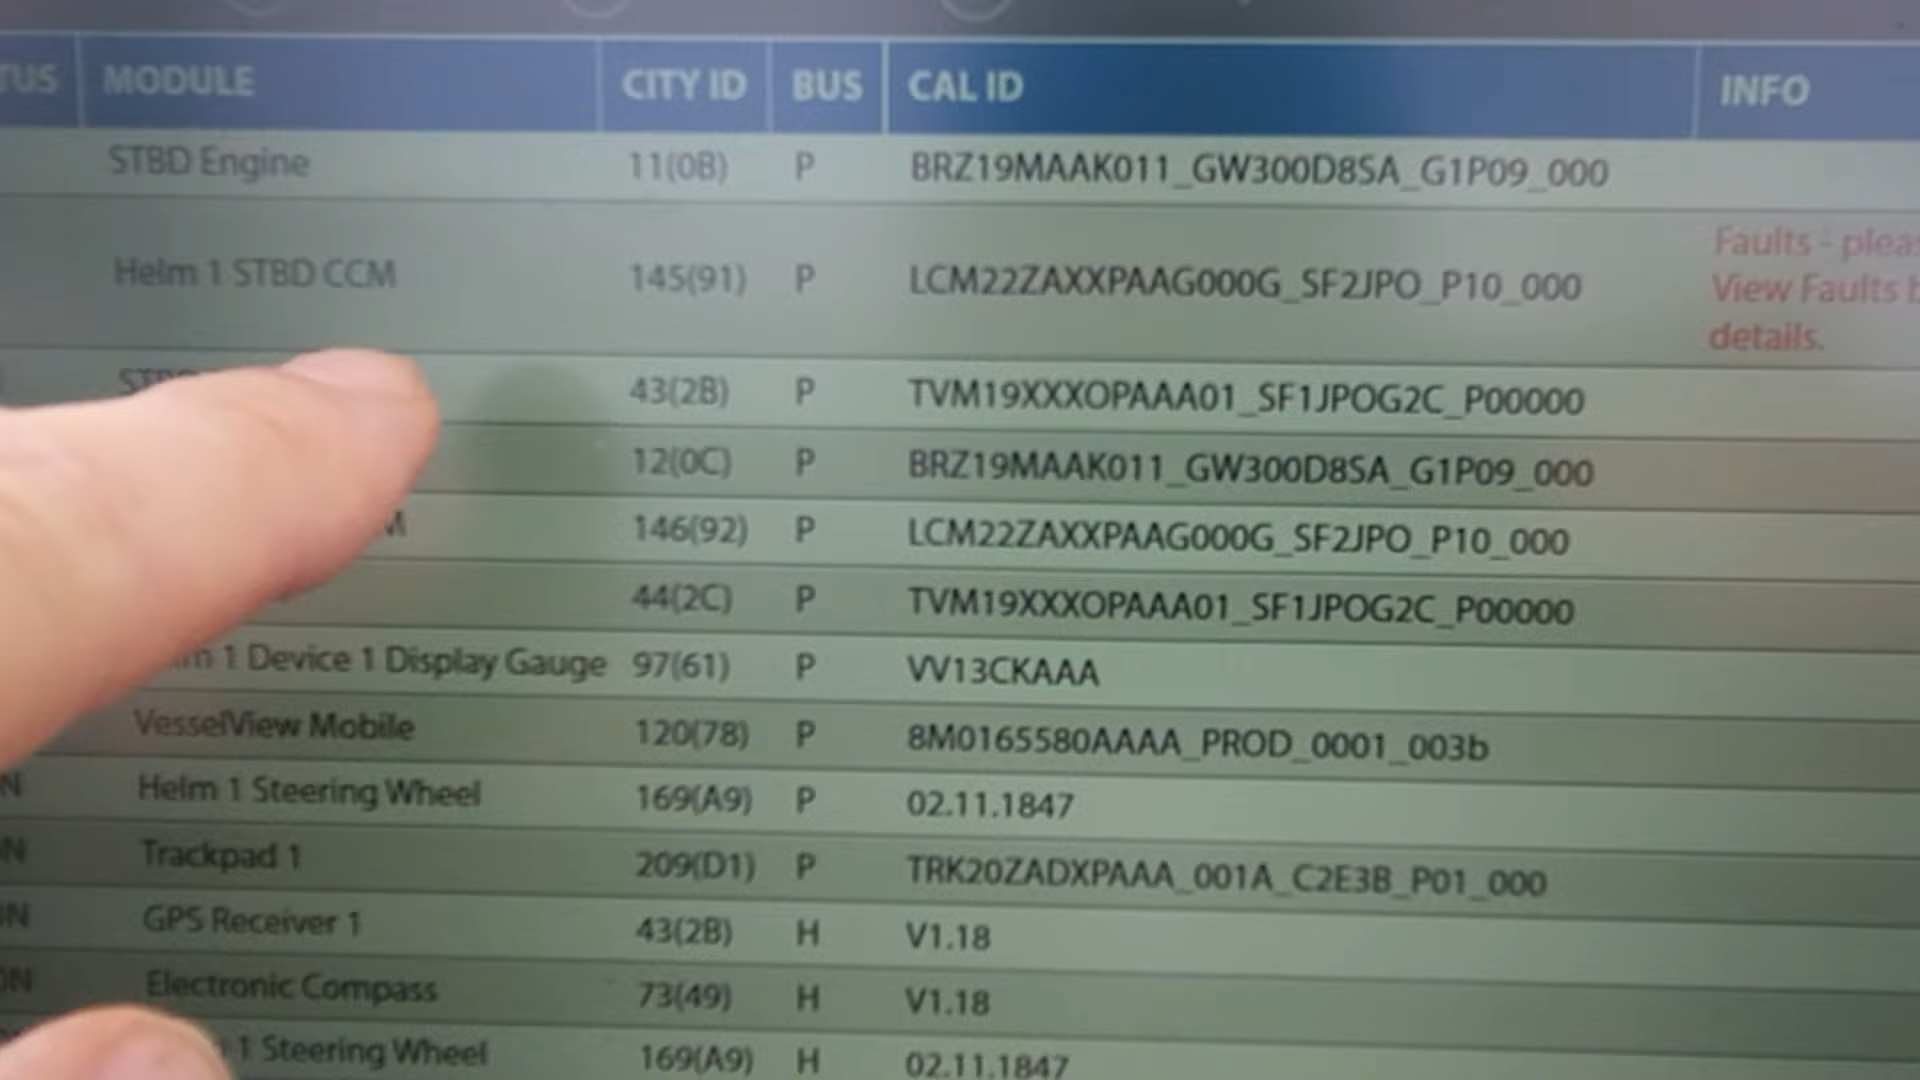 TUS MODULE CITY ID BUS CAL ID INFO
STBD Engine 11(0B) P BRZ19MAAK011_GW300D8SA_G1P09_000
Helm 1 STBD CCM 145(91) P LCM22ZAXXPAAG000G_SF2JPO_P10_000 Faults - pleas
View Faults b
details.
43(2B) P TVM19XXXOPAAA01_SF1JPOG2C_P00000
12(0C) P BRZ19MAAK011_GW300D8SA_G1P09_000
M 146(92) P LCM22ZAXXPAAG000G_SF2JPO_P10_000
44(2C) P TVM19XXXOPAAA01_SF1JPOG2C_P00000
m 1 Device 1 Display Gauge 97(61) P VV13CKAAA
VesselView Mobile 120(78) P 8M0165580AAAA_PROD_0001_003b
N Helm 1 Steering Wheel 169(A9) P 02.11.1847
N Trackpad 1 209(D1) P TRK20ZADXPAAA_001A_C2E3B_P01_000
ON GPS Receiver 1 43(2B) H V1.18
ON Electronic Compass 73(49) H V1.18
1 Steering Wheel 169(A9) H 02.11.1847